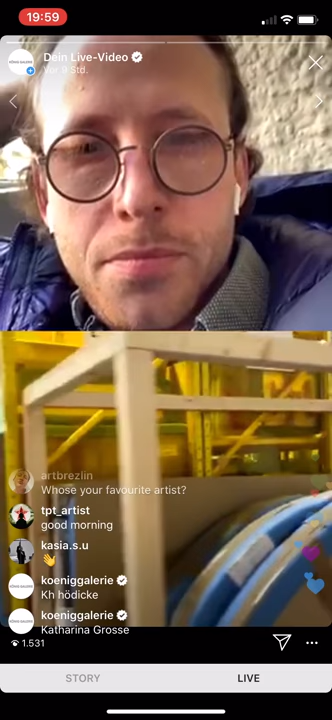 19:59
Dein Live-Video
Vor 9 Std.
artbrezlin
Whose your favourite artist?
tpt_artist
good morning
kasia.s.u
👋
koeniggalerie
Kh hödicke
koeniggalerie
Katharina Grosse
1.531
STORY
LIVE